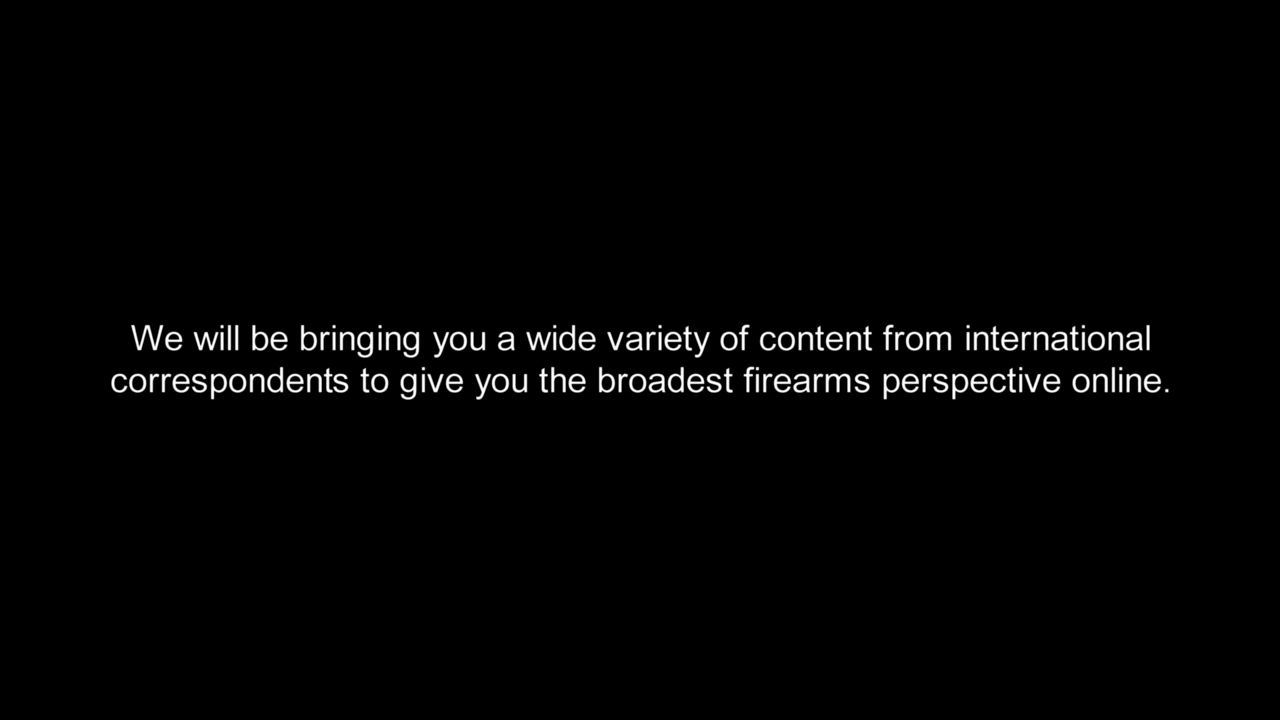 We will be bringing you a wide variety of content from international
correspondents to give you the broadest firearms perspective online.